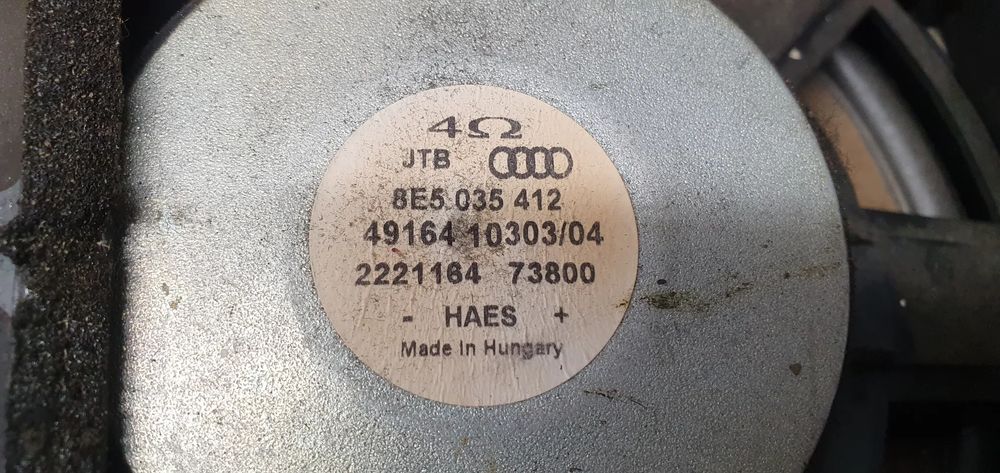 4Ω
JTB
8E5 035 412
49164 10303/04
2221164 73800
- HAES +
Made In Hungary